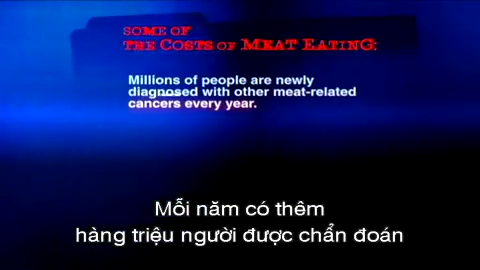 SOME OF
THE COSTS OF MEAT EATING:
Millions of people are newly
diagnosed with other meat-related
cancers every year.
Mỗi năm có thêm
hàng triệu người được chẩn đoán